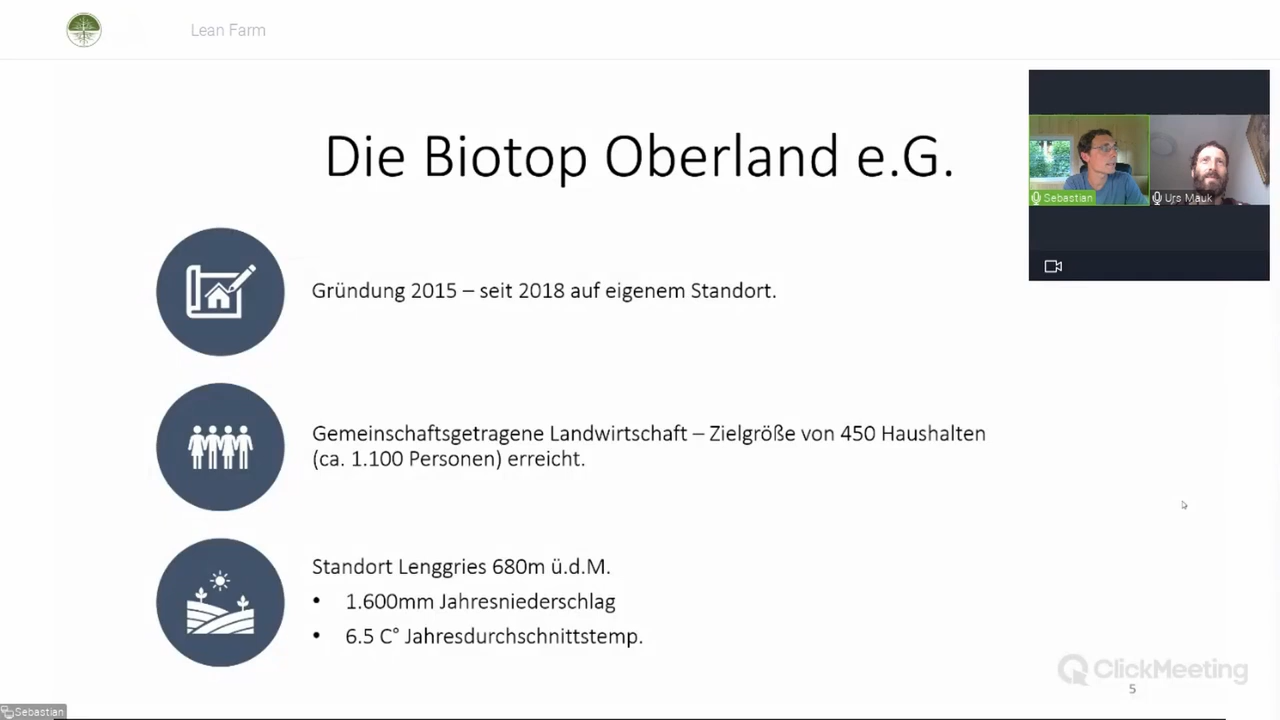 Lean Farm
Die Biotop Oberland e.G.
Sebastian
Urs Mauk
Gründung 2015 – seit 2018 auf eigenem Standort.
Gemeinschaftsgetragene Landwirtschaft – Zielgröße von 450 Haushalten
(ca. 1.100 Personen) erreicht.
Standort Lenggries 680m ü.d.M.
• 1.600mm Jahresniederschlag
• 6.5 C° Jahresdurchschnittstemp.
ClickMeeting
5
Sebastian